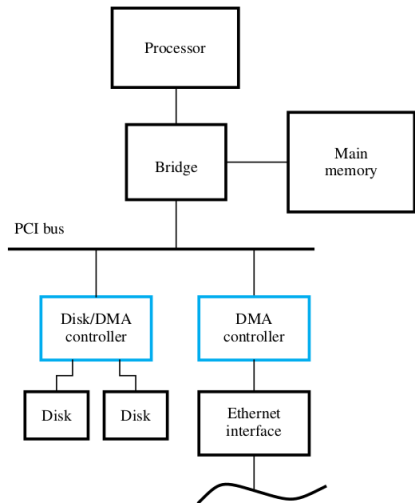 Processor
Bridge
Main
memory
PCI bus
Disk/DMA
controller
DMA
controller
Disk
Disk
Ethernet
interface